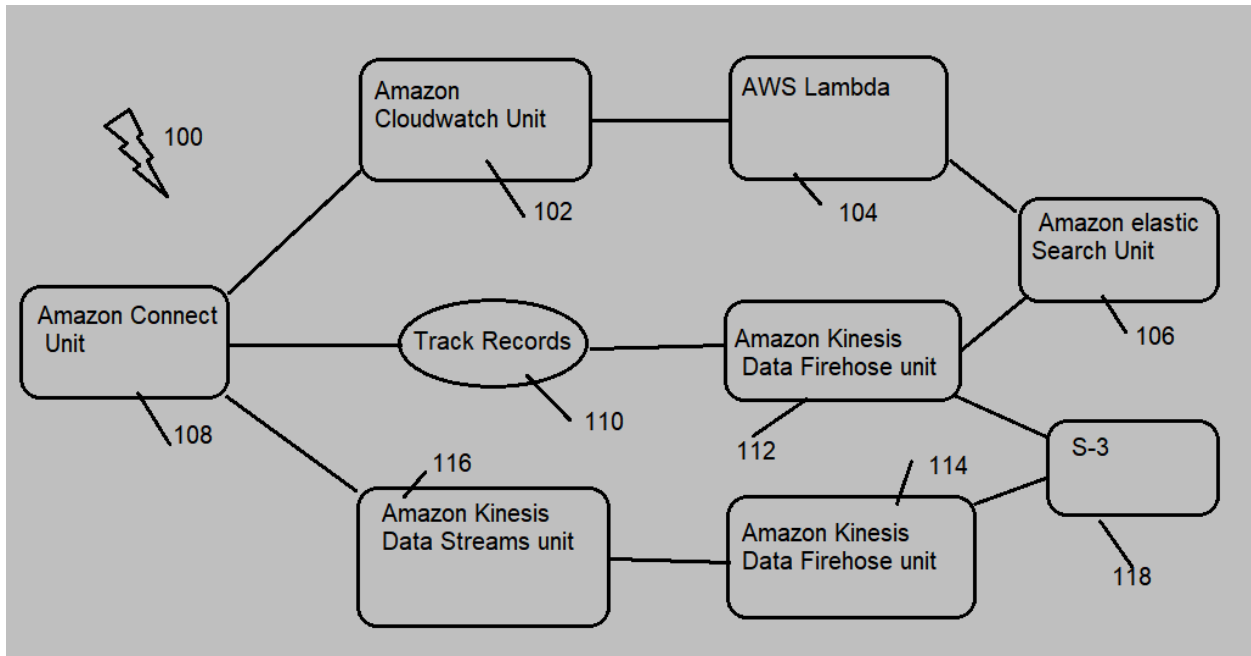 Amazon
Cloudwatch Unit
AWS Lambda
100
102
104
Amazon elastic
Search Unit
106
Amazon Connect
Unit
108
Track Records
110
Amazon Kinesis
Data Firehose unit
112
S-3
118
116
Amazon Kinesis
Data Streams unit
114
Amazon Kinesis
Data Firehose unit